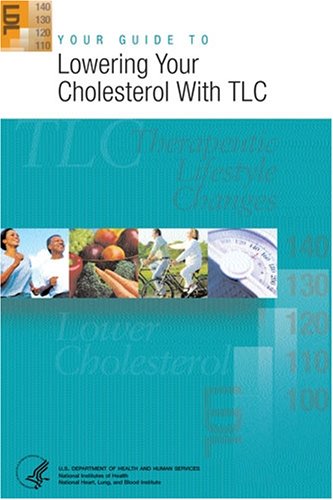 LDL
140
130
120
110
YOUR GUIDE TO
Lowering Your
Cholesterol With TLC
TLC
Therapeutic
Lifestyle
Changes
140
130
120
110
100
Lower
Cholesterol
U.S. DEPARTMENT OF HEALTH AND HUMAN SERVICES
National Institutes of Health
National Heart, Lung, and Blood Institute